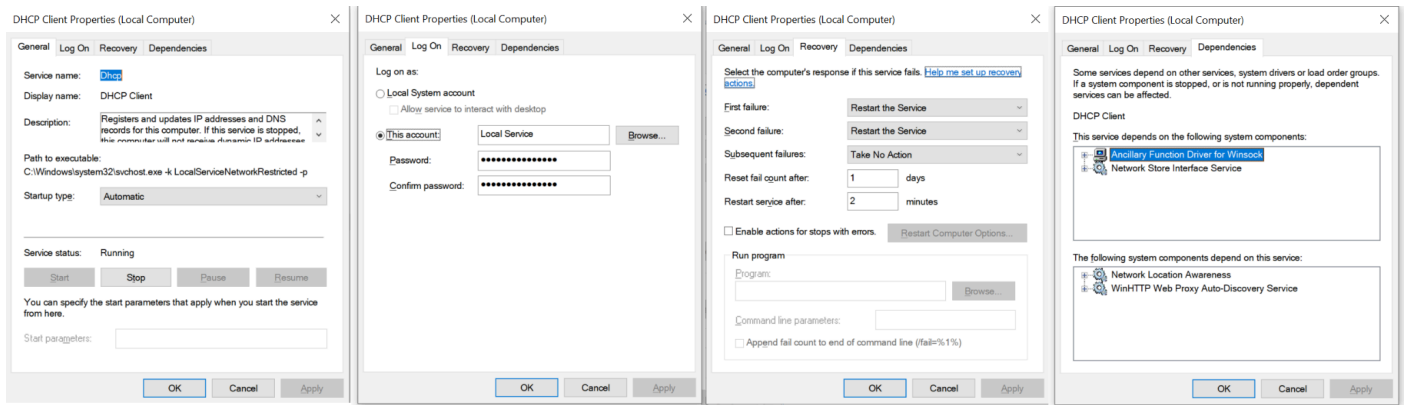 DHCP Client Properties (Local Computer)
General Log On Recovery Dependencies
Service name: Dhcp
Display name: DHCP Client
Description: Registers and updates IP addresses and DNS
records for this computer. If this service is stopped,
this computer will not receive dynamic IP addresses
Path to executable:
C:\Windows\system32\svchost.exe -k LocalServiceNetworkRestricted -p
Startup type: Automatic
Service status: Running
Start Stop Pause Resume
You can specify the start parameters that apply when you start the service
from here.
Start parameters:
OK Cancel Apply
DHCP Client Properties (Local Computer)
General Log On Recovery Dependencies
Log on as:
Local System account
Allow service to interact with desktop
This account: Local Service Browse...
Password: •••••••••••••••
Confirm password: •••••••••••••••
OK Cancel Apply
DHCP Client Properties (Local Computer)
General Log On Recovery Dependencies
Select the computer's response if this service fails. Help me set up recovery
actions.
First failure: Restart the Service
Second failure: Restart the Service
Subsequent failures: Take No Action
Reset fail count after: 1 days
Restart service after: 2 minutes
Enable actions for stops with errors. Restart Computer Options...
Run program
Program:
Browse...
Command line parameters:
Append fail count to end of command line (/fail=%1%)
OK Cancel Apply
DHCP Client Properties (Local Computer)
General Log On Recovery Dependencies
Some services depend on other services, system drivers or load order groups.
If a system component is stopped, or is not running properly, dependent
services can be affected.
DHCP Client
This service depends on the following system components:
Ancillary Function Driver for Winsock
Network Store Interface Service
The following system components depend on this service:
Network Location Awareness
WinHTTP Web Proxy Auto-Discovery Service
OK Cancel Apply